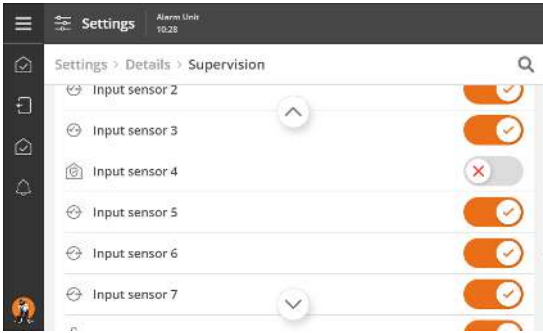 Settings
Alarm Unit
10:28
Settings > Details > Supervision
Input sensor 2
Input sensor 3
Input sensor 4
Input sensor 5
Input sensor 6
Input sensor 7